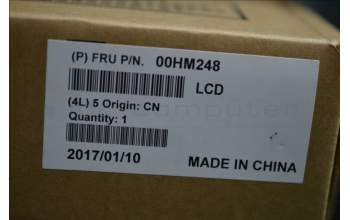 (P) FRU P/N. 00HM248
LCD
(4L) 5 Origin: CN
Quantity: 1
2017/01/10 MADE IN CHINA